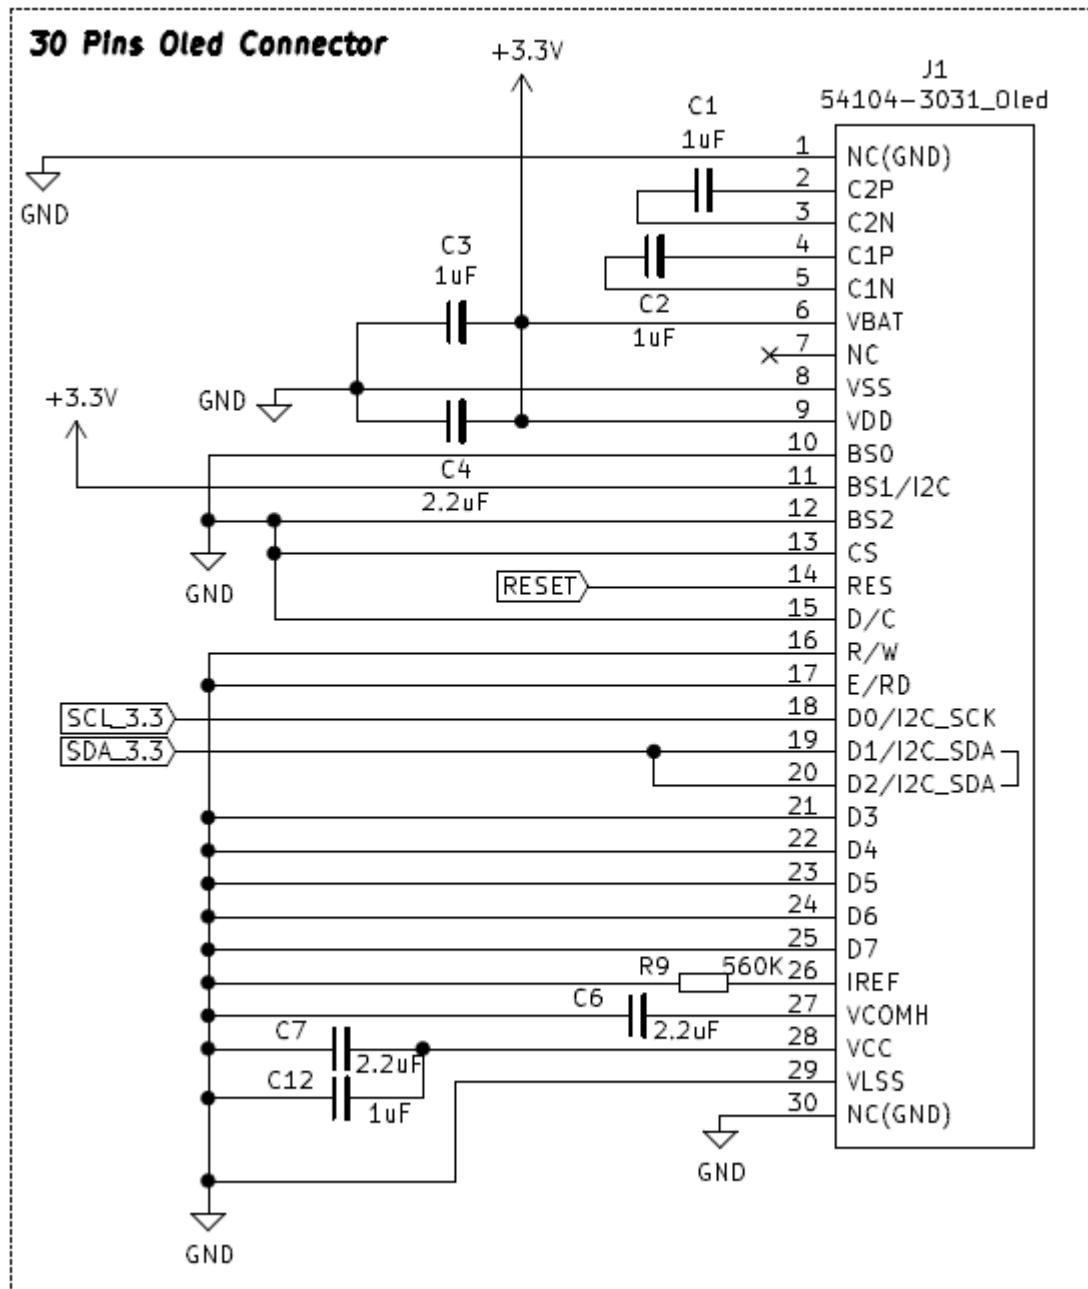 30 Pins Oled Connector
+3.3V
J1
54104-3031_Oled
C1
1uF
1 NC(GND)
GND
2 C2P
3 C2N
C3
1uF
4 C1P
5 C1N
C2
1uF
6 VBAT
7 NC
8 VSS
+3.3V
GND
9 VDD
10 BS0
C4
2.2uF
11 BS1/I2C
12 BS2
13 CS
GND
RESET
14 RES
15 D/C
16 R/W
17 E/RD
SCL_3.3
18 D0/I2C_SCK
SDA_3.3
19 D1/I2C_SDA
20 D2/I2C_SDA
21 D3
22 D4
23 D5
24 D6
25 D7
R9 560K
26 IREF
C6
2.2uF
27 VCOMH
C7
2.2uF
28 VCC
C12
1uF
29 VLSS
30 NC(GND)
GND
GND